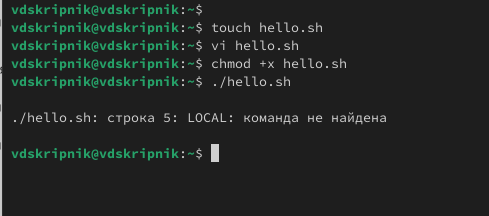 vdskripnik@vdskripnik:~$
vdskripnik@vdskripnik:~$ touch hello.sh
vdskripnik@vdskripnik:~$ vi hello.sh
vdskripnik@vdskripnik:~$ chmod +x hello.sh
vdskripnik@vdskripnik:~$ ./hello.sh
./hello.sh: строка 5: LOCAL: команда не найдена
vdskripnik@vdskripnik:~$